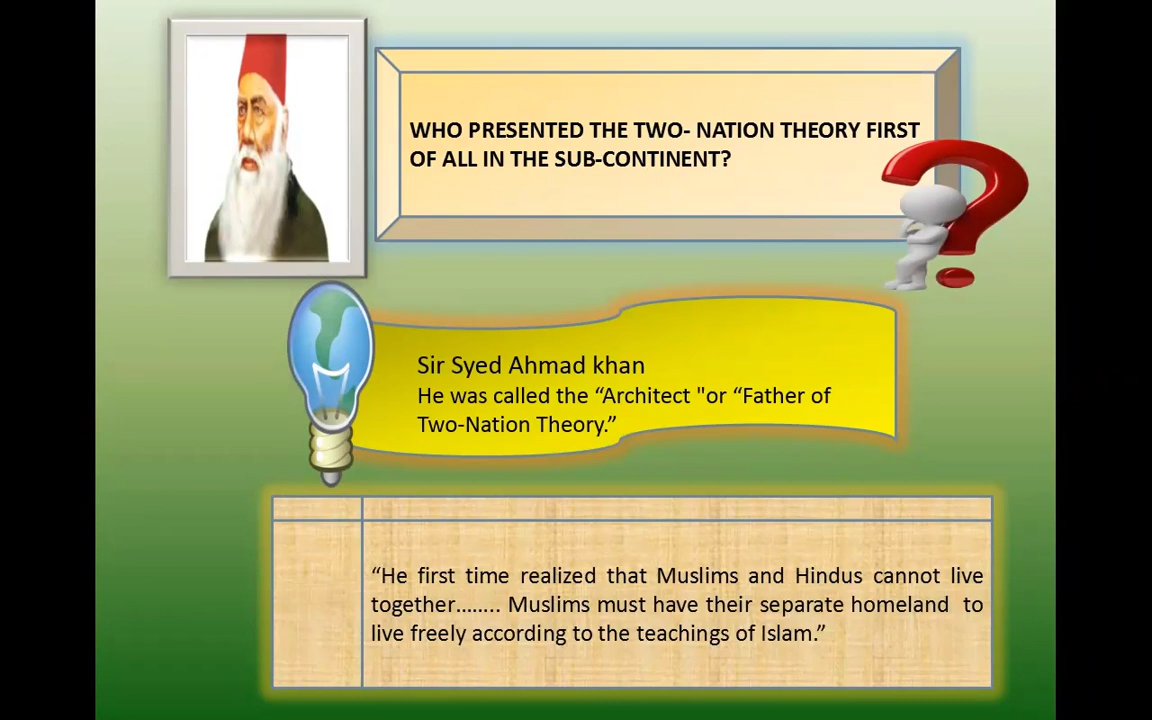 WHO PRESENTED THE TWO- NATION THEORY FIRST
OF ALL IN THE SUB-CONTINENT?
Sir Syed Ahmad khan
He was called the “Architect "or “Father of
Two-Nation Theory.”
“He first time realized that Muslims and Hindus cannot live
together…….. Muslims must have their separate homeland to
live freely according to the teachings of Islam.”